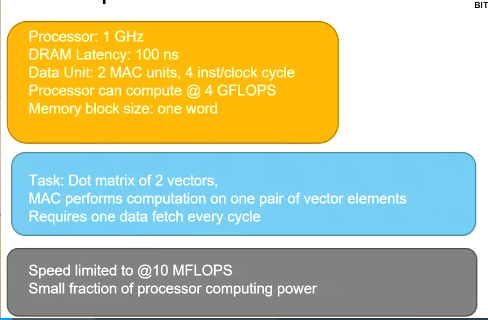 BIT
Processor: 1 GHz
DRAM Latency: 100 ns
Data Unit: 2 MAC units, 4 inst/clock cycle
Processor can compute @ 4 GFLOPS
Memory block size: one word
Task: Dot matrix of 2 vectors,
MAC performs computation on one pair of vector elements
Requires one data fetch every cycle
Speed limited to @10 MFLOPS
Small fraction of processor computing power